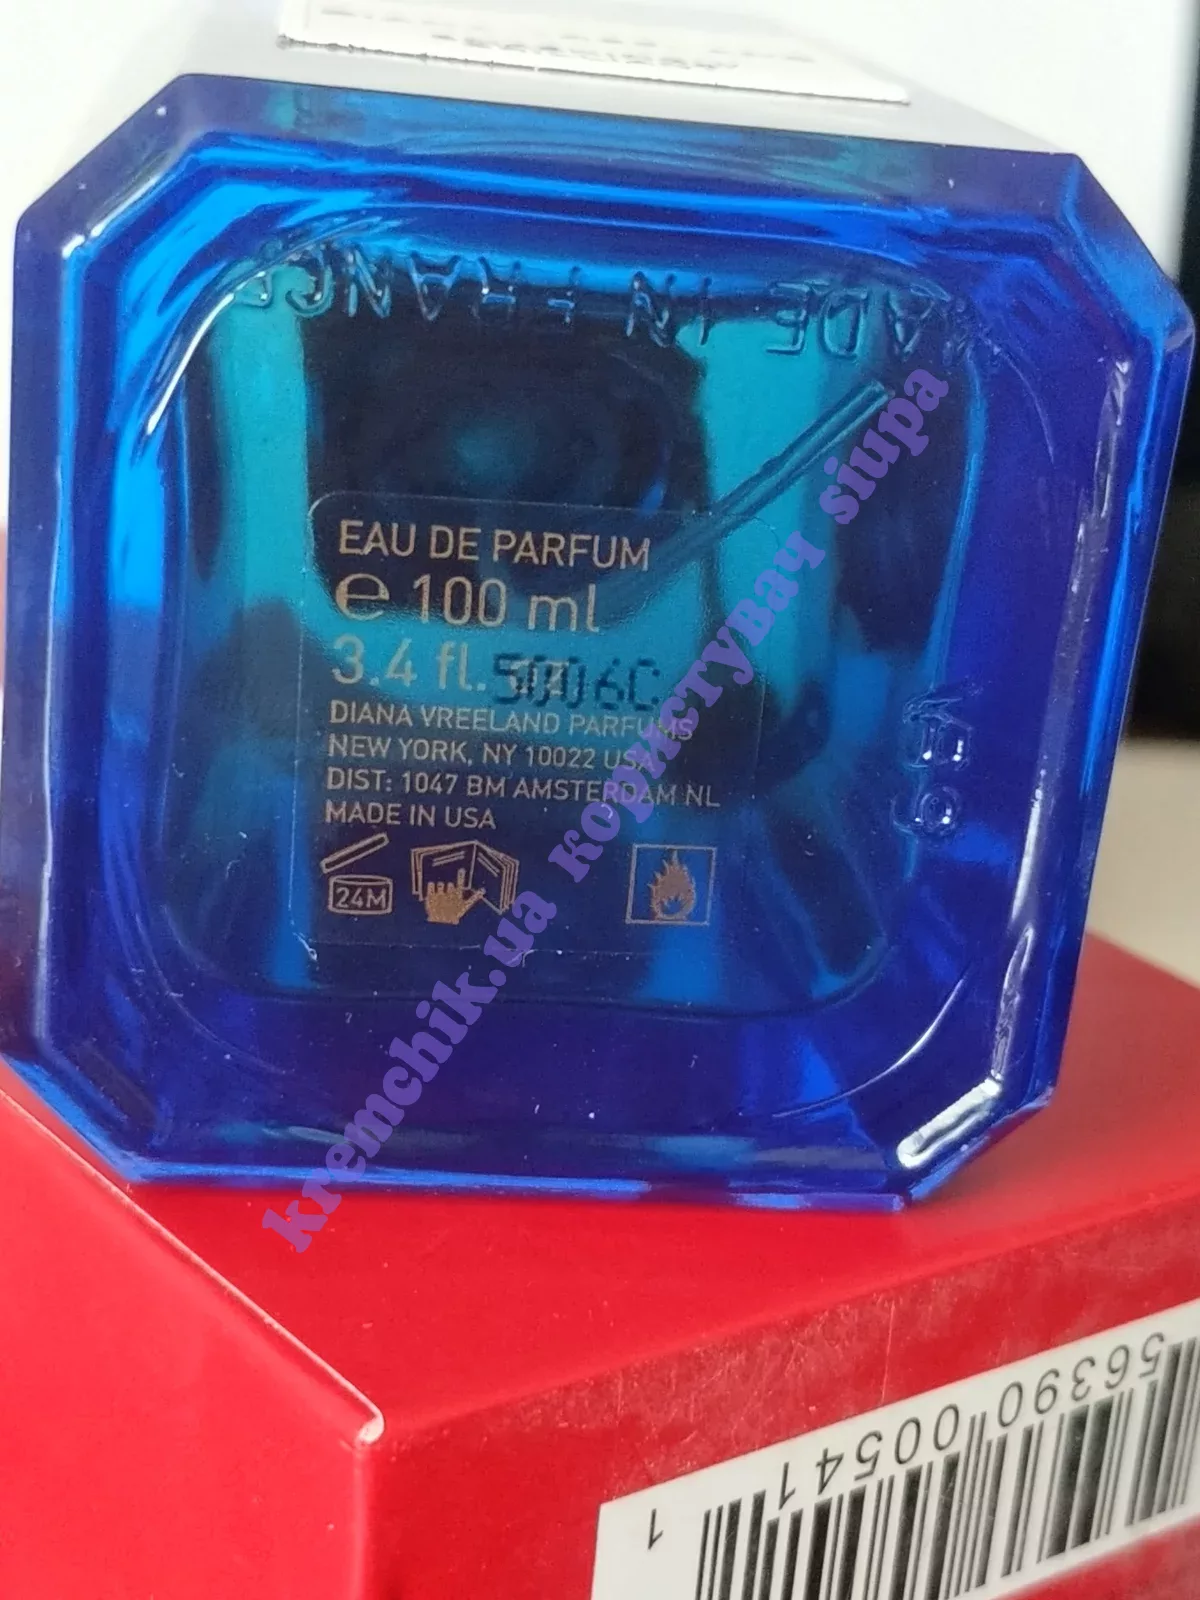 MADE IN FRANCE
EAU DE PARFUM
℮ 100 ml
3.4 fl.
5006C
DIANA VREELAND PARFUMS
NEW YORK, NY 10022 USA
DIST: 1047 BM AMSTERDAM NL
MADE IN USA
24M
kremchik.ua користувач siupa
56390 00541 1